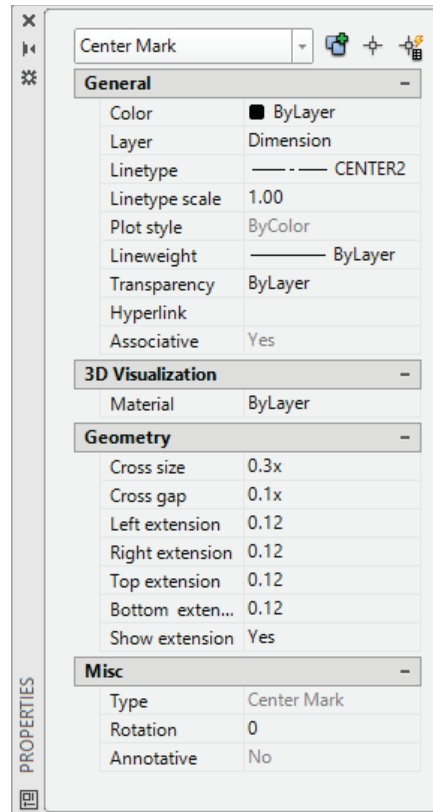 Center Mark
General
Color ByLayer
Layer Dimension
Linetype CENTER2
Linetype scale 1.00
Plot style ByColor
Lineweight ByLayer
Transparency ByLayer
Hyperlink
Associative Yes
3D Visualization
Material ByLayer
Geometry
Cross size 0.3x
Cross gap 0.1x
Left extension 0.12
Right extension 0.12
Top extension 0.12
Bottom exten... 0.12
Show extension Yes
Misc
Type Center Mark
Rotation 0
Annotative No
PROPERTIES